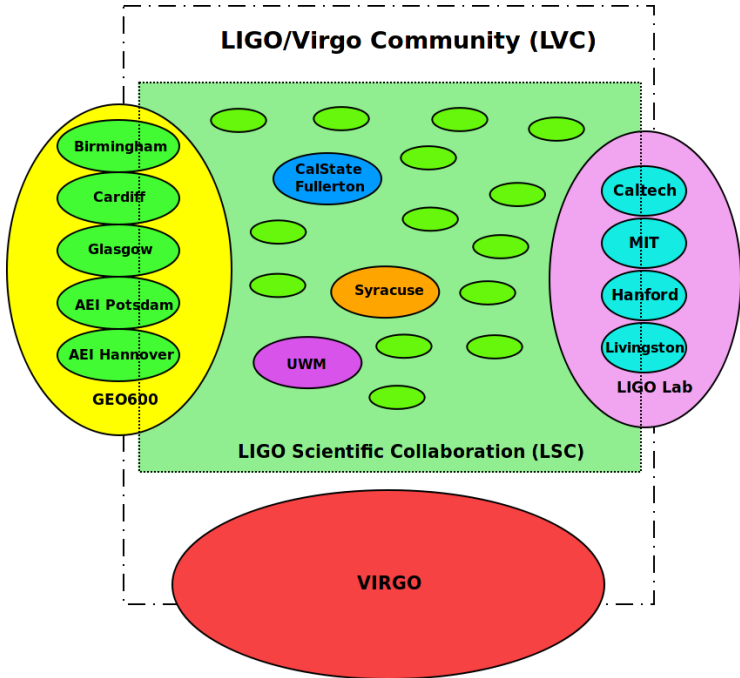 LIGO/Virgo Community (LVC)
Birmingham
Cardiff
Glasgow
AEI Potsdam
AEI Hannover
GEO600
CalState
Fullerton
Syracuse
UWM
Caltech
MIT
Hanford
Livingston
LIGO Lab
LIGO Scientific Collaboration (LSC)
VIRGO